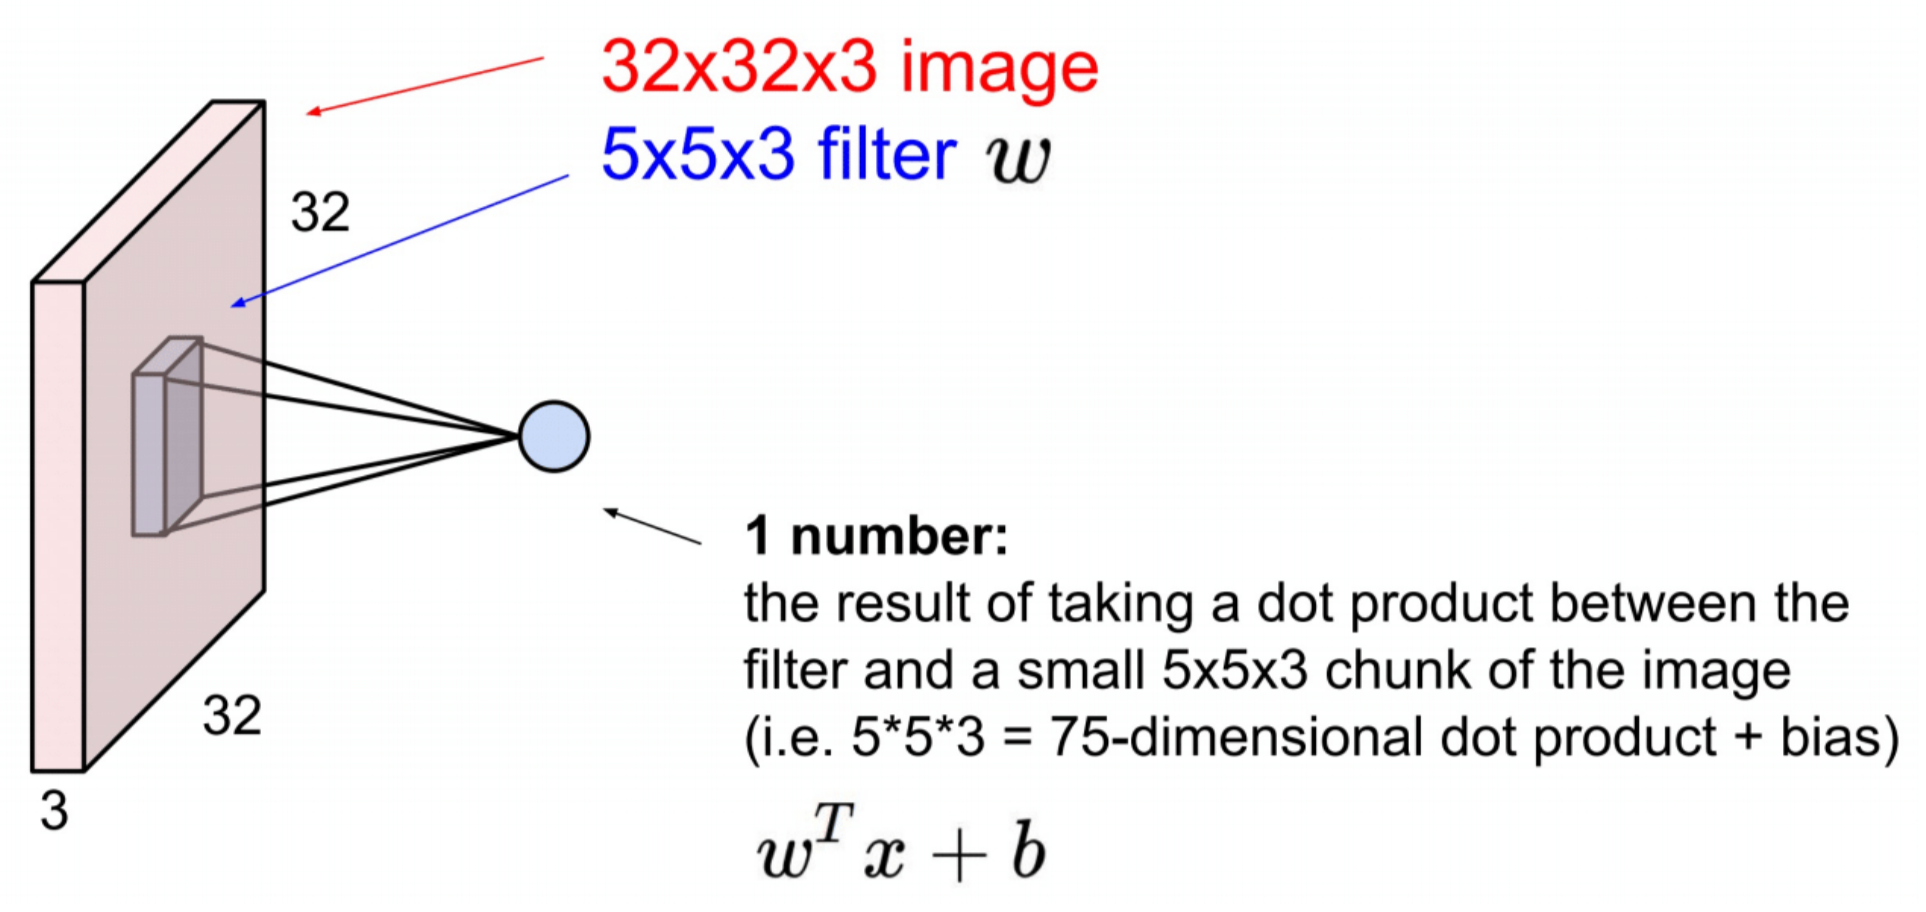 32x32x3 image
5x5x3 filter w
32
32
3
1 number:
the result of taking a dot product between the
filter and a small 5x5x3 chunk of the image
(i.e. 5*5*3 = 75-dimensional dot product + bias)
w^T x + b